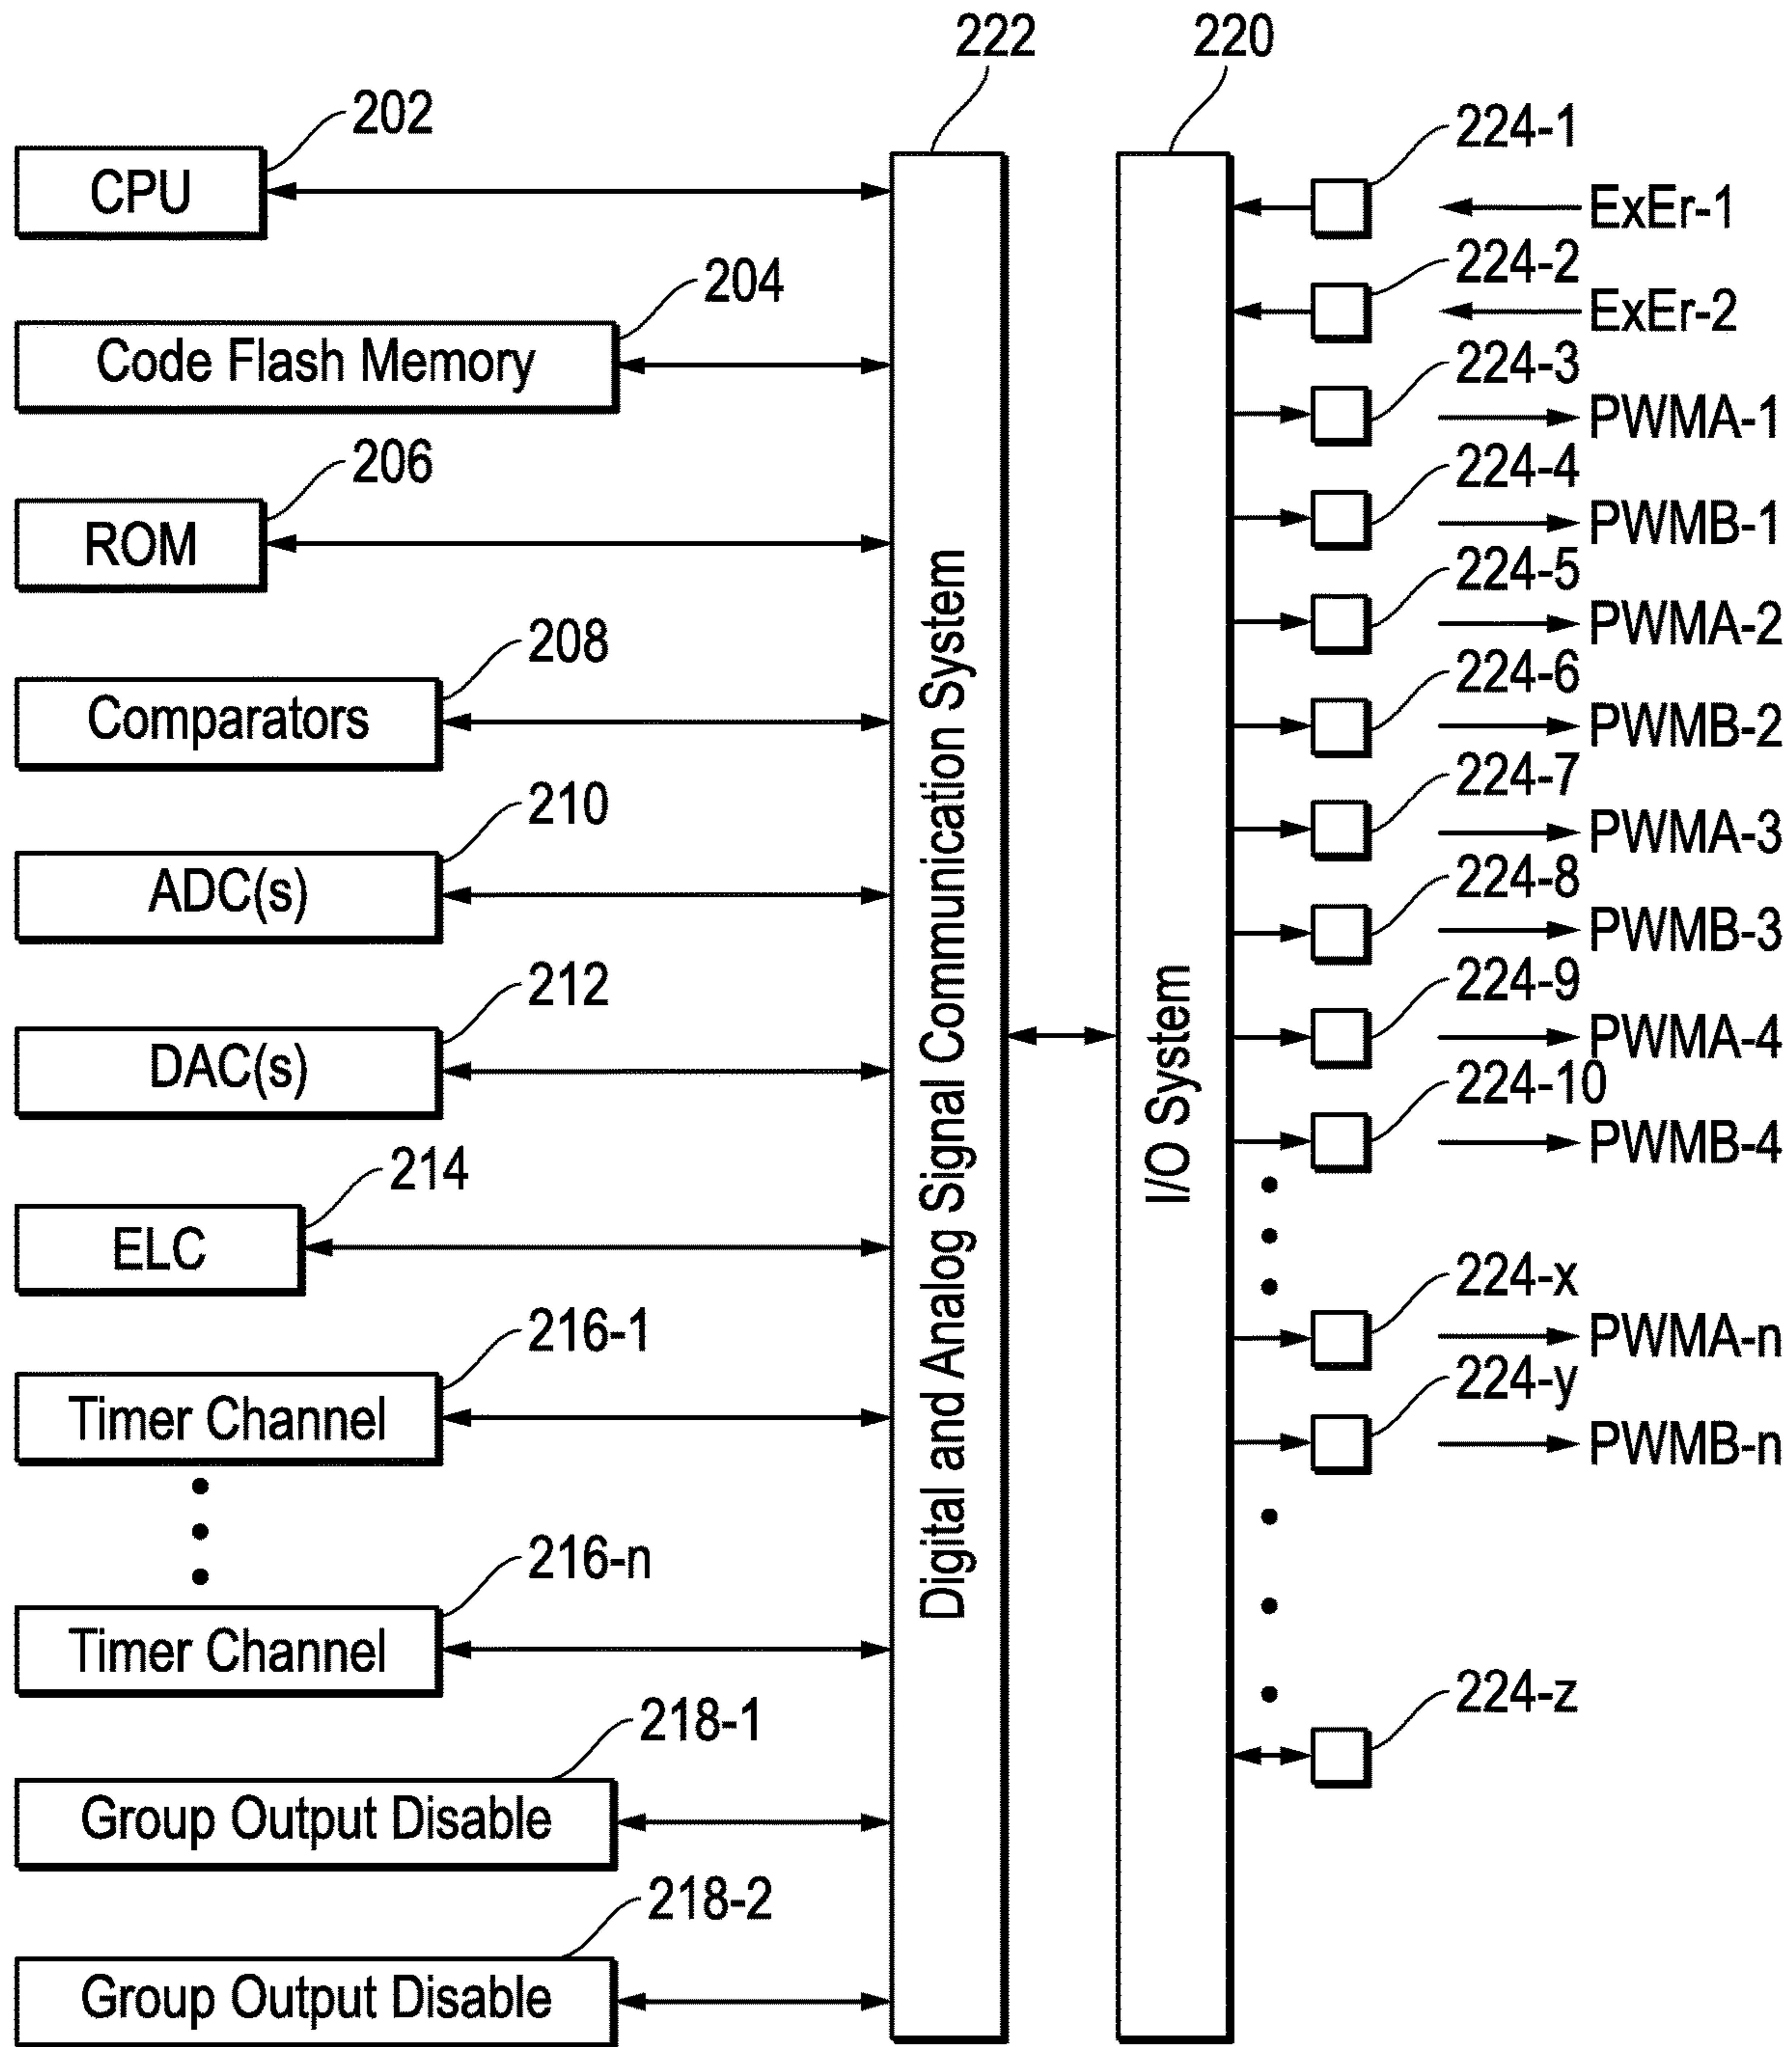 222
220
202
CPU
204
Code Flash Memory
206
ROM
208
Comparators
210
ADC(s)
212
DAC(s)
214
ELC
216-1
Timer Channel
216-n
Timer Channel
218-1
Group Output Disable
218-2
Group Output Disable
Digital and Analog Signal Communication System
I/O System
224-1
ExEr-1
224-2
ExEr-2
224-3
PWMA-1
224-4
PWMB-1
224-5
PWMA-2
224-6
PWMB-2
224-7
PWMA-3
224-8
PWMB-3
224-9
PWMA-4
224-10
PWMB-4
224-x
PWMA-n
224-y
PWMB-n
224-z